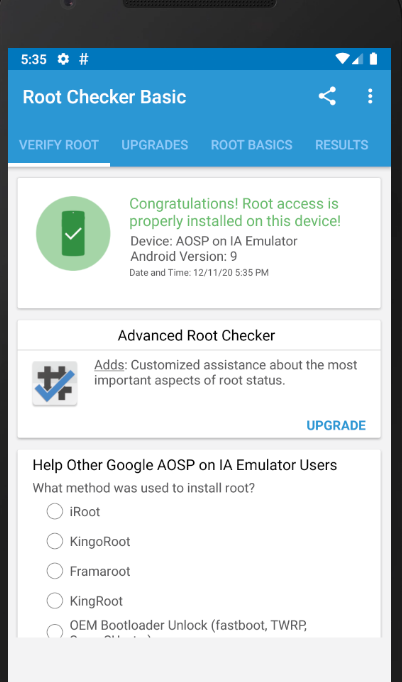 5:35 #
Root Checker Basic
VERIFY ROOT UPGRADES ROOT BASICS RESULTS
Congratulations! Root access is
properly installed on this device!
Device: AOSP on IA Emulator
Android Version: 9
Date and Time: 12/11/20 5:35 PM
Advanced Root Checker
Adds: Customized assistance about the most
important aspects of root status.
UPGRADE
Help Other Google AOSP on IA Emulator Users
What method was used to install root?
iRoot
KingoRoot
Framaroot
KingRoot
OEM Bootloader Unlock (fastboot, TWRP,